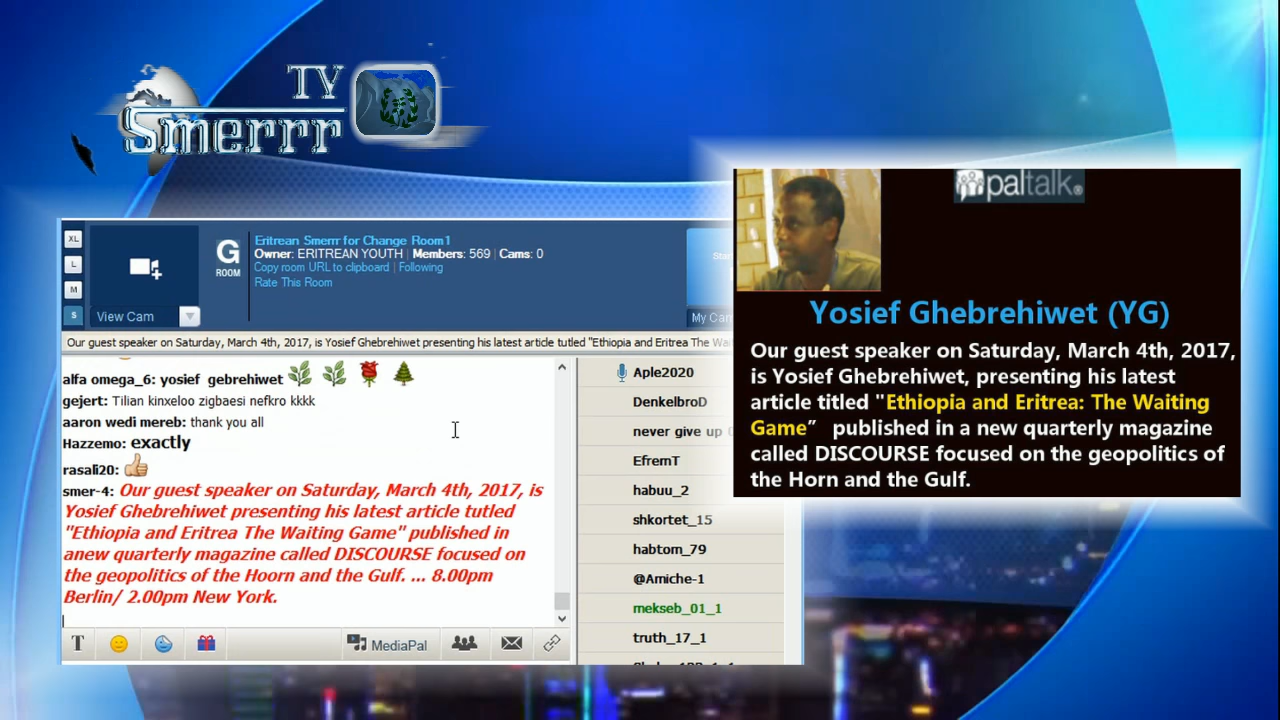 TV
Smerrr
XL
L
M
S
View Cam
G
ROOM
Eritrean Smerrr for Change Room1
Owner: ERITREAN YOUTH | Members: 569 | Cams: 0
Copy room URL to clipboard | Following
Rate This Room
My Cam
Our guest speaker on Saturday, March 4th, 2017, is Yosief Ghebrehiwet presenting his latest article tutled "Ethiopia and Eritrea The
alfa omega_6: yosief gebrehiwet
gejert: Tilian kinxeloo zigbaesi nefkro kkkk
aaron wedi mereb: thank you all
Hazzemo: exactly
rasali20:
smer-4: Our guest speaker on Saturday, March 4th, 2017, is
Yosief Ghebrehiwet presenting his latest article tutled
"Ethiopia and Eritrea The Waiting Game" published in
anew quarterly magazine called DISCOURSE focused on
the geopolitics of the Hoorn and the Gulf. ... 8.00pm
Berlin/ 2.00pm New York.
T
MediaPal
Aple2020
DenkelbroD
never give up
EfremT
habuu_2
shkortet_15
habtom_79
@Amiche-1
mekseb_01_1
truth_17_1
paltalk®
Yosief Ghebrehiwet (YG)
Our guest speaker on Saturday, March 4th, 2017,
is Yosief Ghebrehiwet, presenting his latest
article titled "Ethiopia and Eritrea: The Waiting
Game” published in a new quarterly magazine
called DISCOURSE focused on the geopolitics of
the Horn and the Gulf.